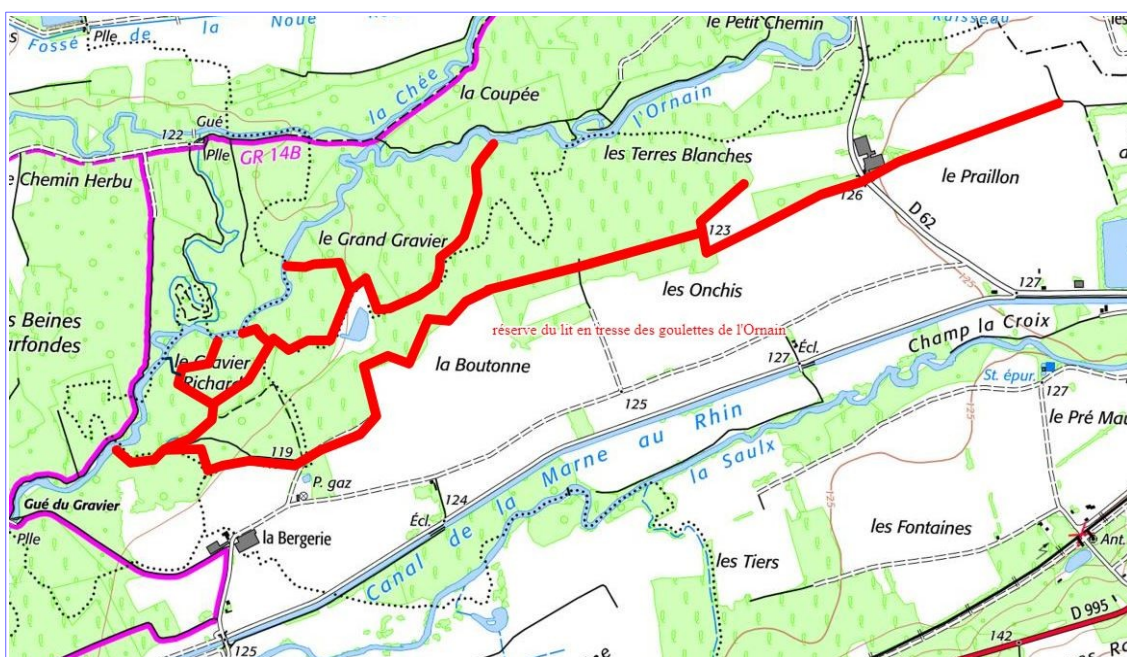 Fossé de la Noue
Plle
le Petit Chemin
Ruisseau
la Chée
la Coupée
l'Ornain
Gué
122
Plle
GR 14B
les Terres Blanches
le Praillon
Chemin Herbu
126
D 62
le Grand Gravier
123
les Onchis
127
s Beines
arfondes
réserve du lit en tresse des goulettes de l'Ornain
Champ la Croix
le Gravier
Richard
la Boutonne
127
Écl.
St. épur.
127
125
le Pré Mau
Canal de la Marne au Rhin
la Saulx
125
125
119
P. gaz
Gué du Gravier
Plle
124
Écl.
la Bergerie
les Fontaines
les Tiers
Ant.
D 995
125
142